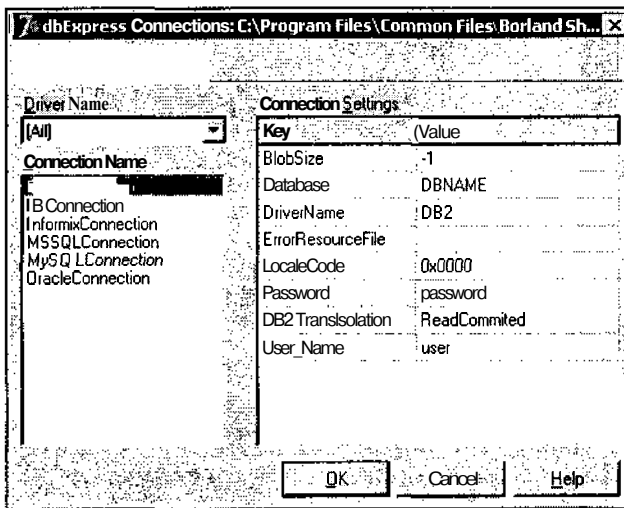 dbExpress Connections: C:\Program Files\Common Files\Borland Sh...
Driver Name
Connection Settings
[All]
Key (Value
Connection Name
BlobSize -1
Database DBNAME
IB Connection
DriverName DB2
InformixConnection
ErrorResourceFile
MSSQLConnection
LocaleCode 0x0000
MySQLConnection
Password password
OracleConnection
DB2 TransIsolation ReadCommited
User_Name user
OK Cancel Help